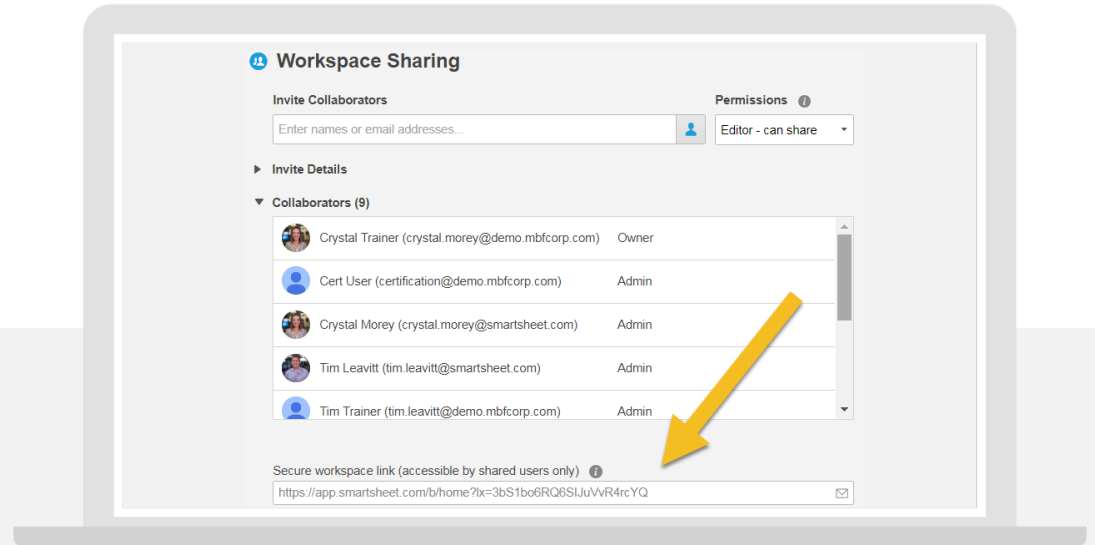 Workspace Sharing
Invite Collaborators
Permissions
Enter names or email addresses...
Editor - can share
Invite Details
Collaborators (9)
Crystal Trainer (crystal.morey@demo.mbfcorp.com) Owner
Cert User (certification@demo.mbfcorp.com) Admin
Crystal Morey (crystal.morey@smartsheet.com) Admin
Tim Leavitt (tim.leavitt@smartsheet.com) Admin
Tim Trainer (tim.leavitt@demo.mbfcorp.com) Admin
Secure workspace link (accessible by shared users only)
https://app.smartsheet.com/b/home?lx=3bS1bo6RQ6SIJuVvR4rcYQ